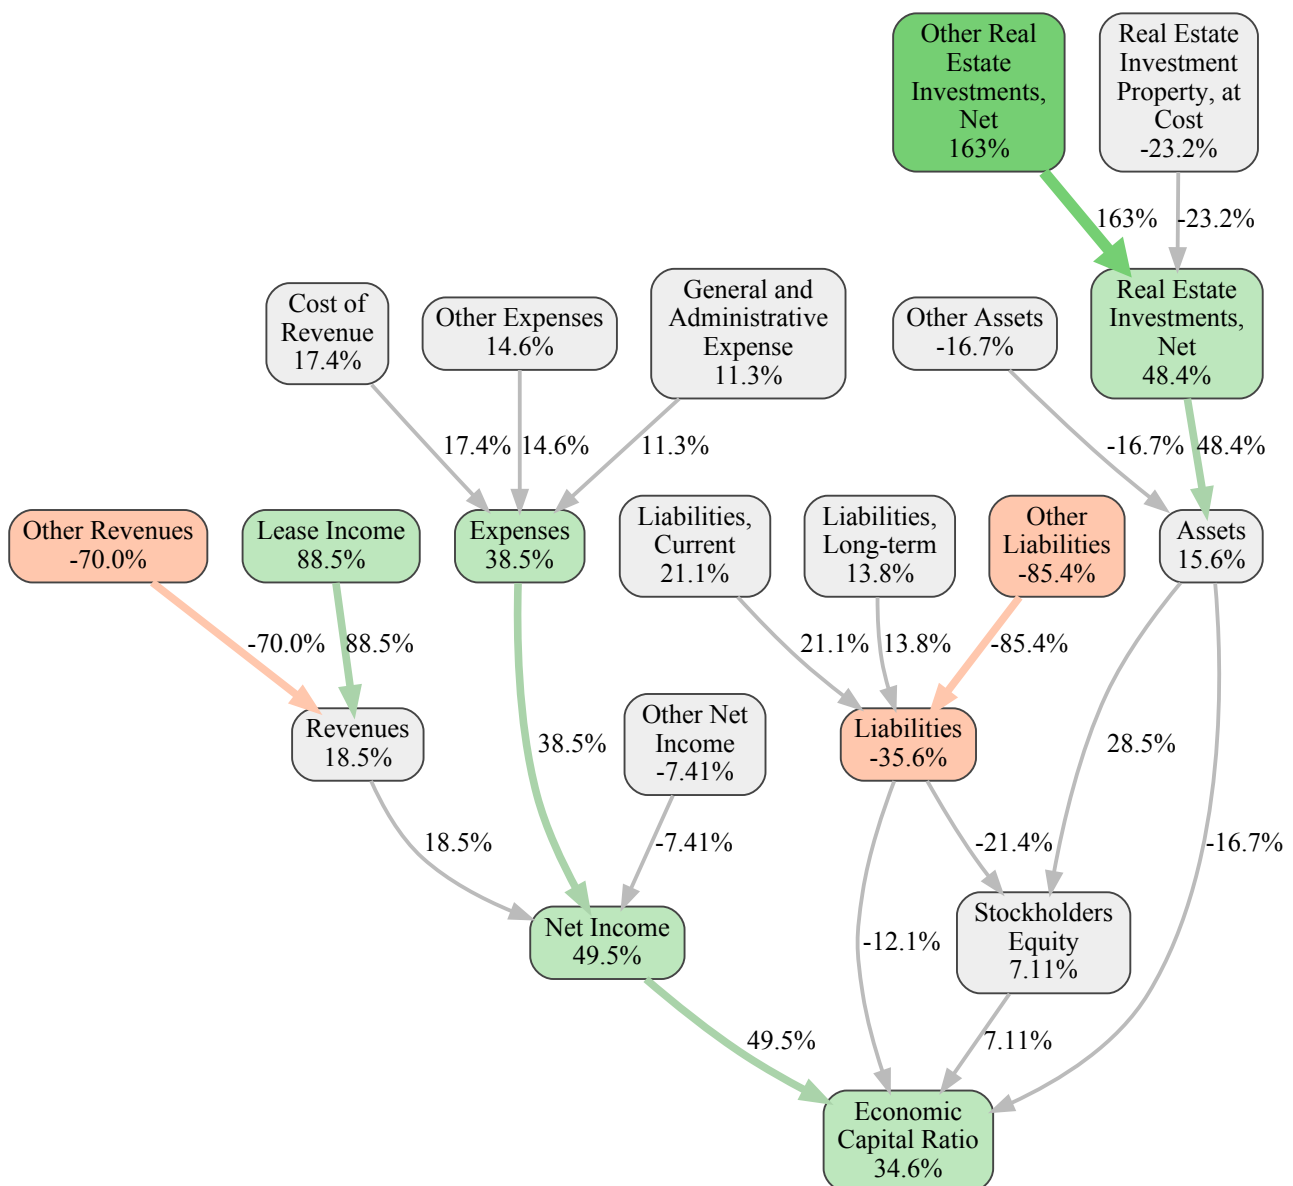 Other Real
Estate
Investments,
Net
163%
Real Estate
Investment
Property, at
Cost
-23.2%
163%
-23.2%
Cost of
Revenue
17.4%
Other Expenses
14.6%
General and
Administrative
Expense
11.3%
Other Assets
-16.7%
Real Estate
Investments,
Net
48.4%
17.4%
14.6%
11.3%
-16.7%
48.4%
Other Revenues
-70.0%
Lease Income
88.5%
Expenses
38.5%
Liabilities,
Current
21.1%
Liabilities,
Long-term
13.8%
Other
Liabilities
-85.4%
Assets
15.6%
-70.0%
88.5%
21.1%
13.8%
-85.4%
Revenues
18.5%
38.5%
Other Net
Income
-7.41%
Liabilities
-35.6%
28.5%
18.5%
-7.41%
-21.4%
-16.7%
Net Income
49.5%
-12.1%
Stockholders
Equity
7.11%
49.5%
7.11%
Economic
Capital Ratio
34.6%